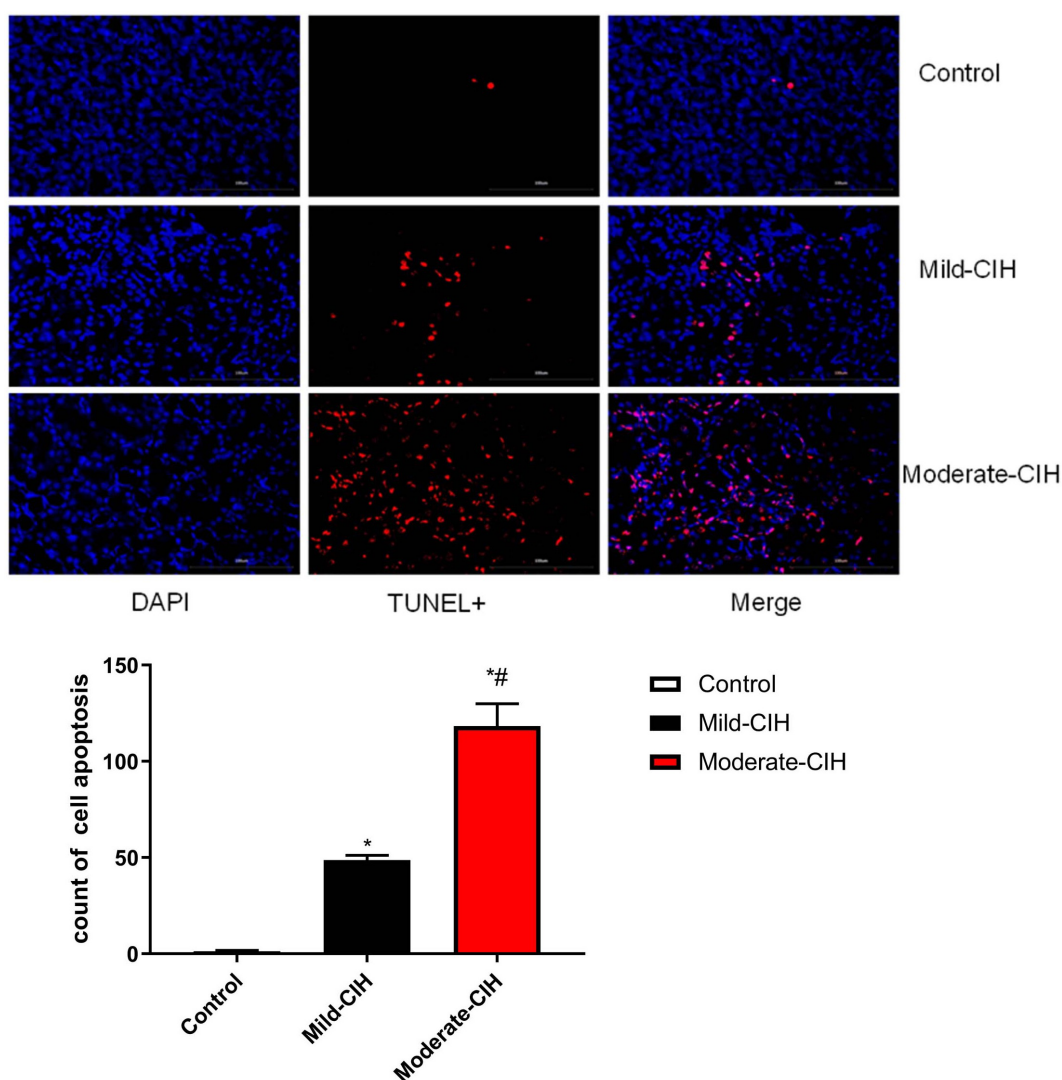 Control
Mild-CIH
Moderate-CIH
DAPI TUNEL+ Merge
count of cell apoptosis
150
100
50
0
*
*#
Control
Mild-CIH
Moderate-CIH
Control
Mild-CIH
Moderate-CIH